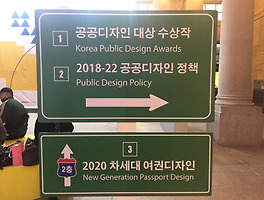 1 공공디자인 대상 수상작
Korea Public Design Awards
2 2018-22 공공디자인 정책
Public Design Policy
3
2층 2020 차세대 여권디자인
New Generation Passport Design